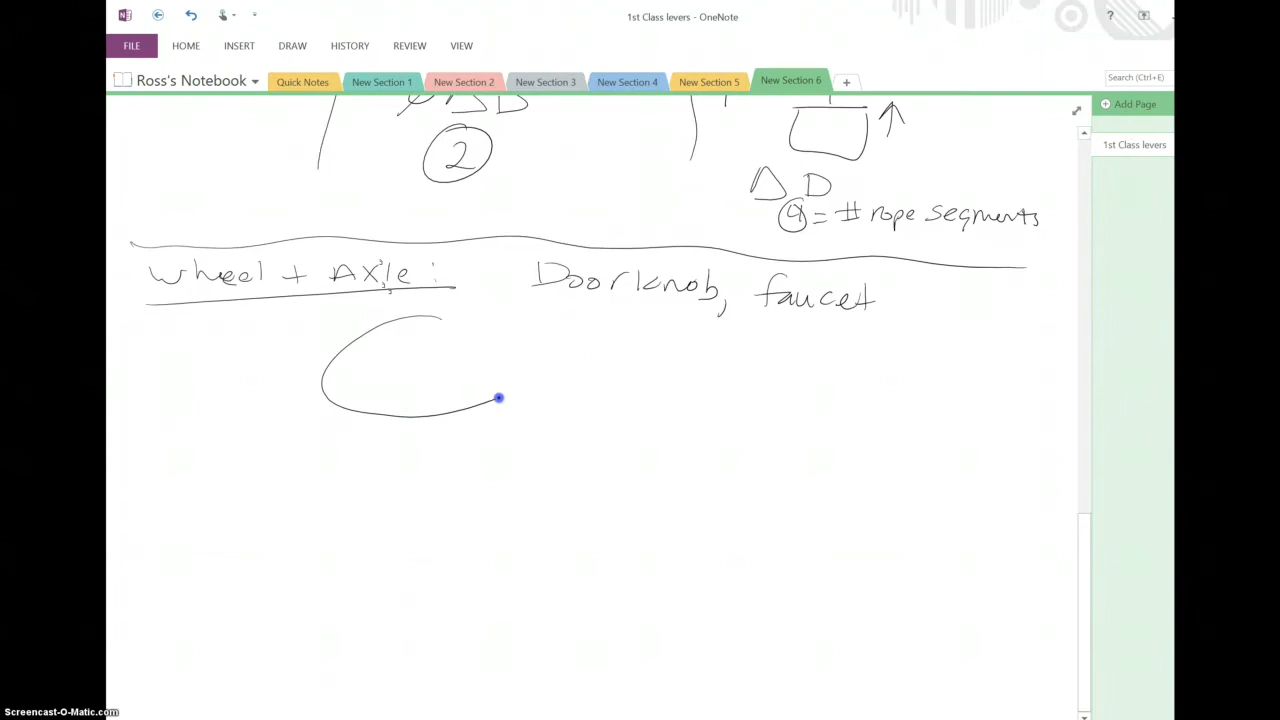 1st Class levers - OneNote
?
FILE HOME INSERT DRAW HISTORY REVIEW VIEW
Ross's Notebook Quick Notes New Section 1 New Section 2 New Section 3 New Section 4 New Section 5 New Section 6 + Search (Ctrl+E)
Add Page
1st Class levers
Δ D
2
Δ D
4 = # rope segments
Wheel + Axle : Doorknob, faucet
Screencast-O-Matic.com